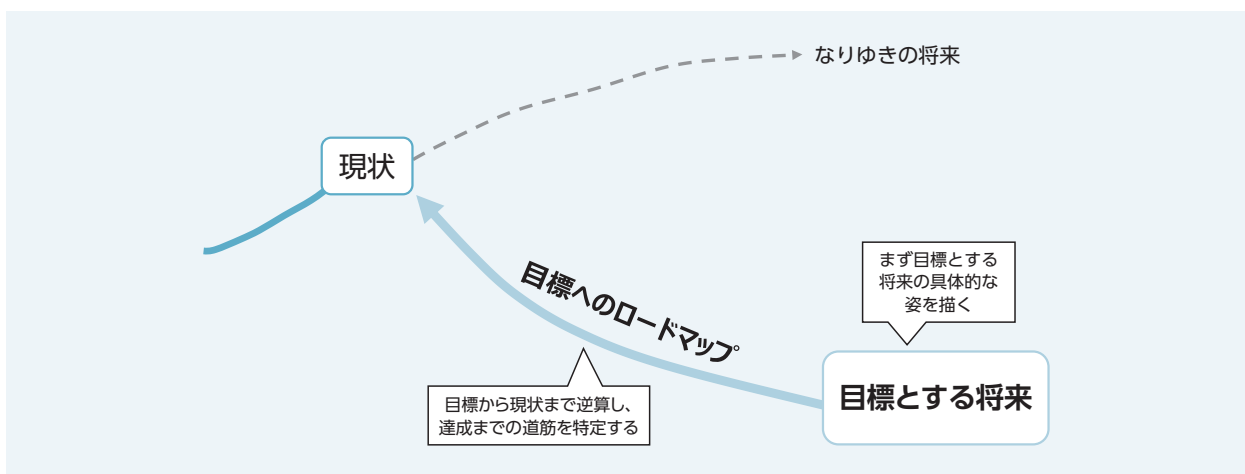 なりゆきの将来
現状
まず目標とする
将来の具体的な
姿を描く
目標へのロードマップ
目標とする将来
目標から現状まで逆算し、
達成までの道筋を特定する